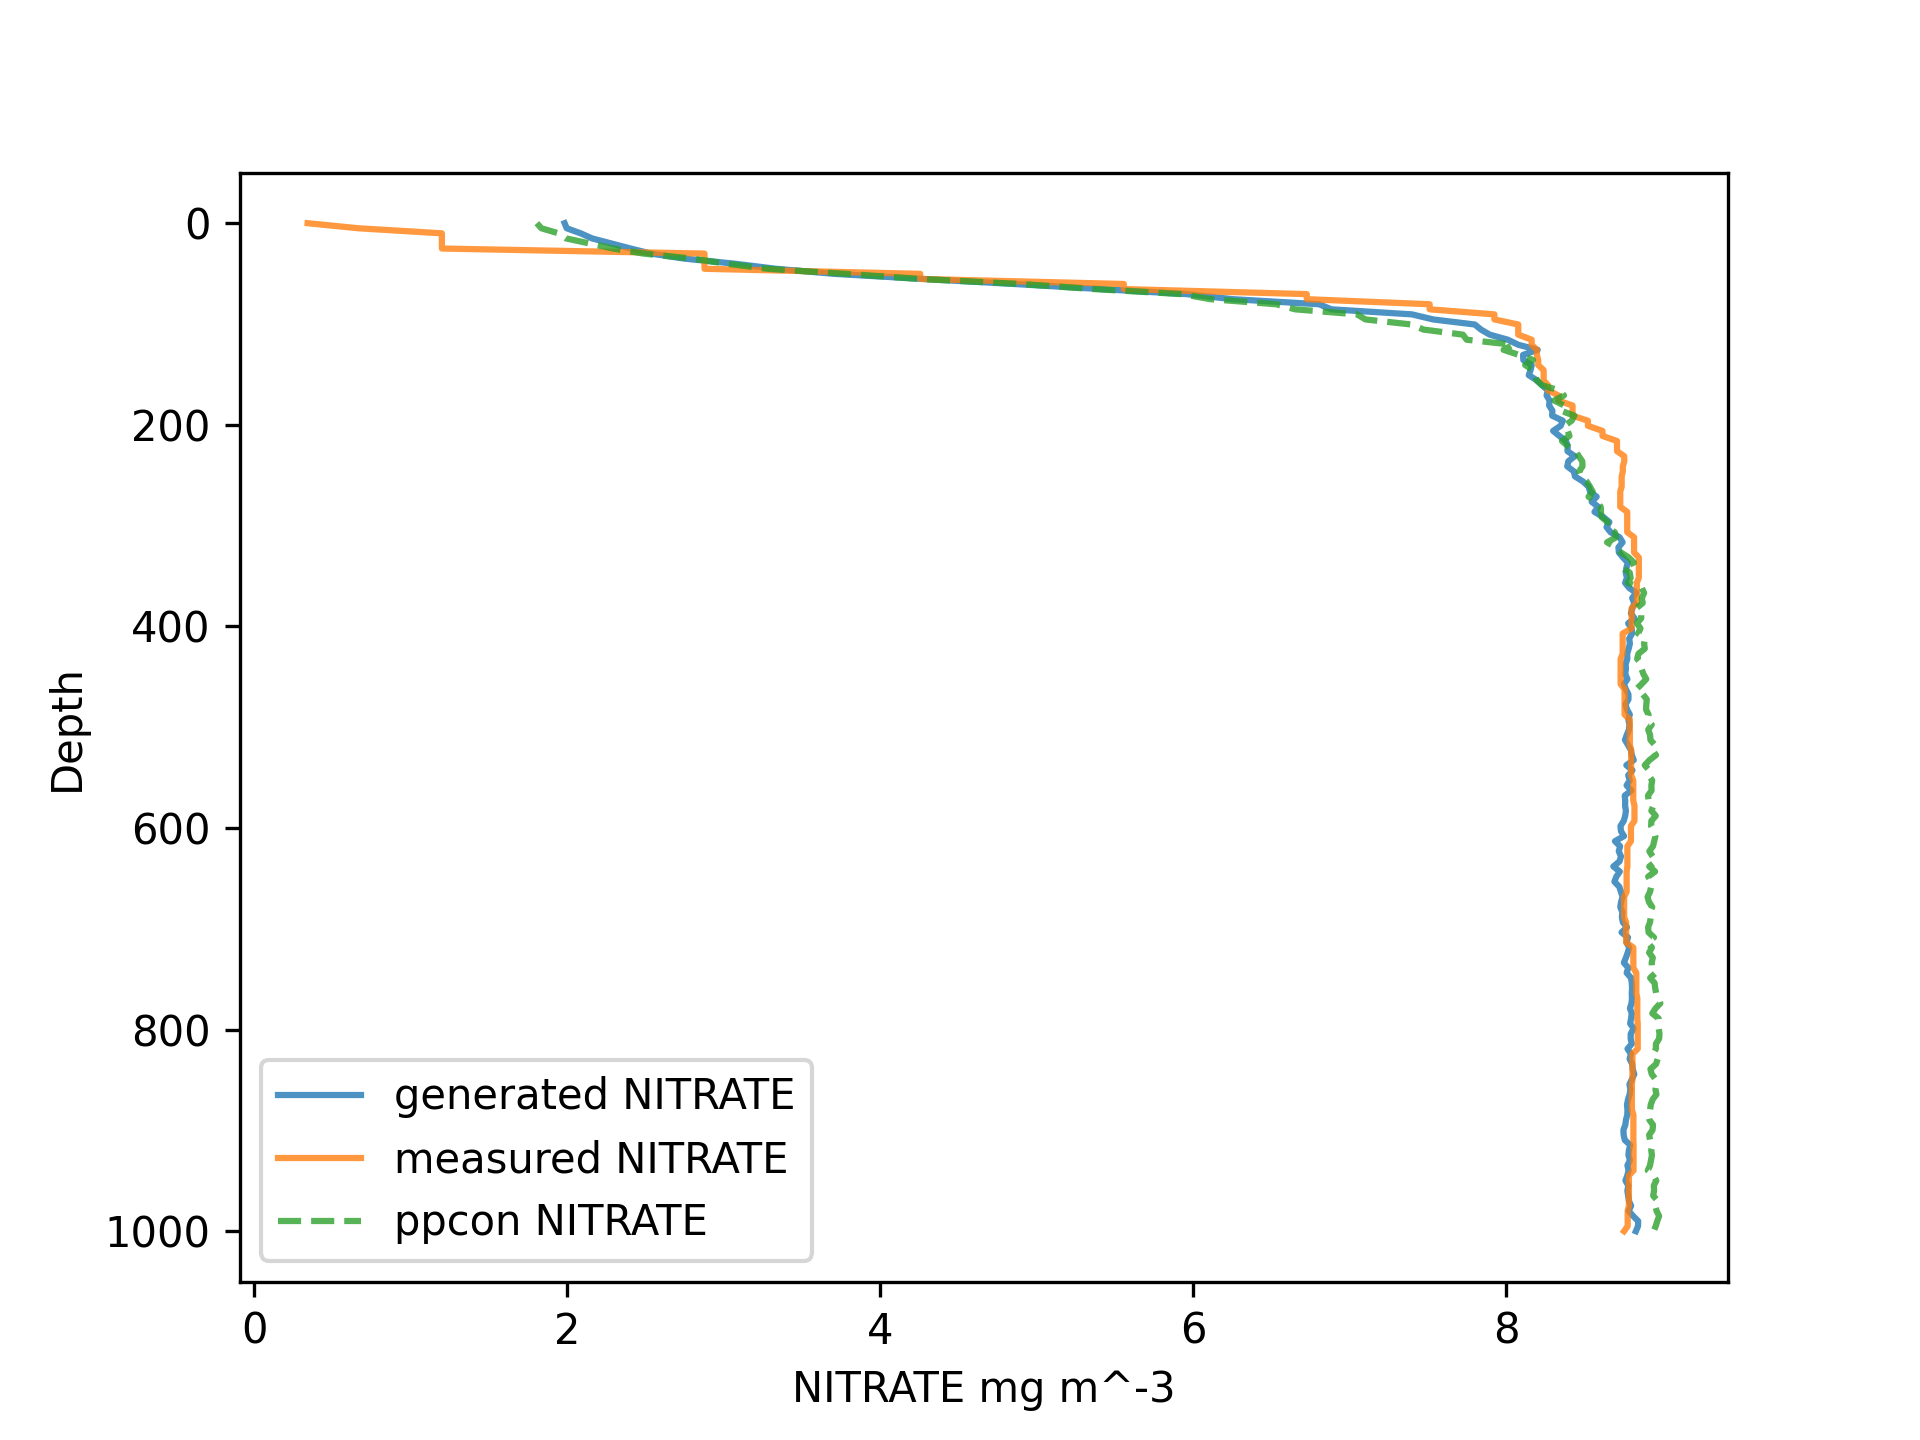 0
200
400
600
800
1000
Depth
generated NITRATE
measured NITRATE
ppcon NITRATE
0 2 4 6 8
NITRATE mg m^-3